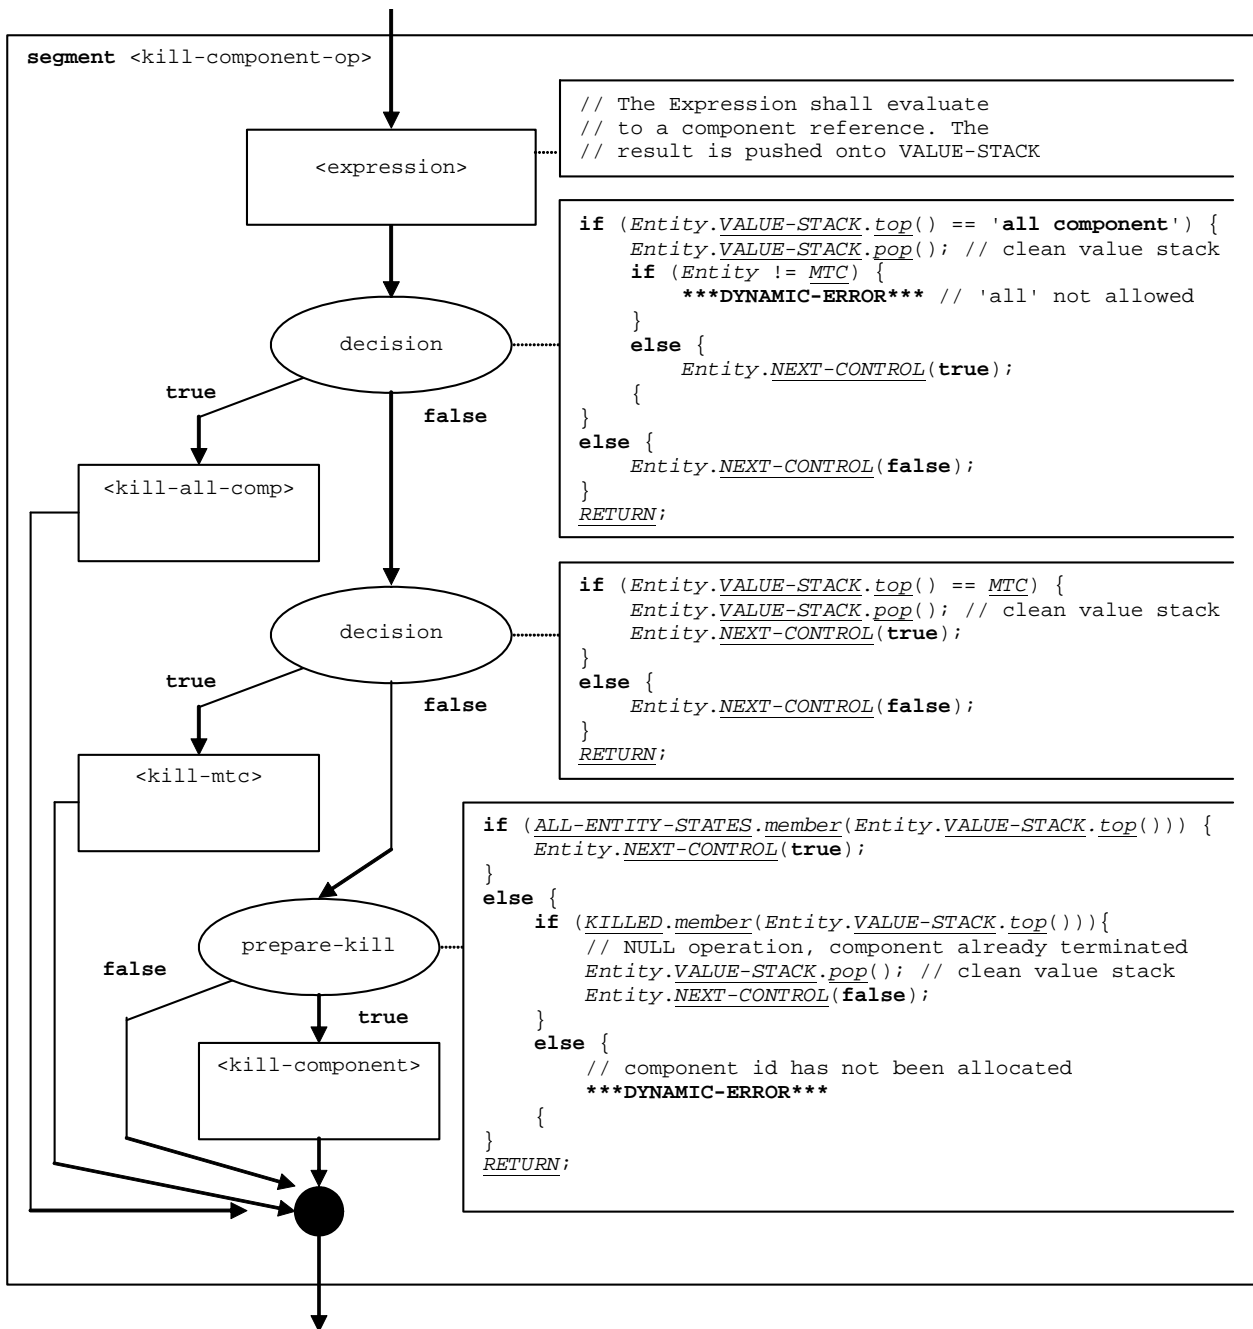 segment <kill-component-op>
// The Expression shall evaluate
// to a component reference. The
// result is pushed onto VALUE-STACK
<expression>
if (Entity.VALUE-STACK.top() == 'all component') {
Entity.VALUE-STACK.pop(); // clean value stack
if (Entity != MTC) {
***DYNAMIC-ERROR*** // 'all' not allowed
}
else {
Entity.NEXT-CONTROL(true);
{
}
else {
Entity.NEXT-CONTROL(false);
}
RETURN;
decision
true
false
<kill-all-comp>
if (Entity.VALUE-STACK.top() == MTC) {
Entity.VALUE-STACK.pop(); // clean value stack
Entity.NEXT-CONTROL(true);
}
else {
Entity.NEXT-CONTROL(false);
}
RETURN;
decision
true
false
<kill-mtc>
if (ALL-ENTITY-STATES.member(Entity.VALUE-STACK.top())) {
Entity.NEXT-CONTROL(true);
}
else {
if (KILLED.member(Entity.VALUE-STACK.top())){
// NULL operation, component already terminated
Entity.VALUE-STACK.pop(); // clean value stack
Entity.NEXT-CONTROL(false);
}
else {
// component id has not been allocated
***DYNAMIC-ERROR***
{
}
RETURN;
prepare-kill
false
true
<kill-component>